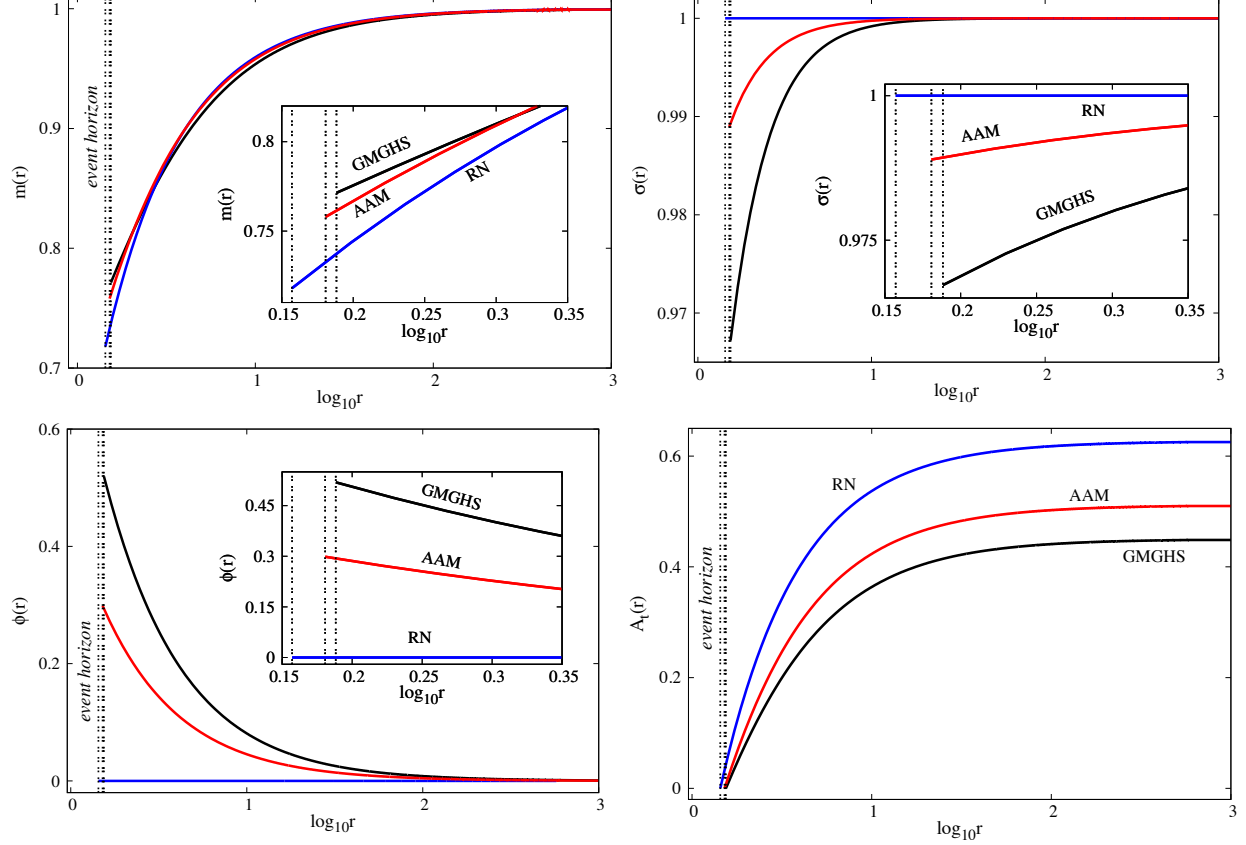 1
0.9
0.8
0.7
0
1
2
3
m(r)
log10r
event horizon
0.8
0.75
0.15
0.2
0.25
0.3
0.35
m(r)
log10r
GMGHS
AAM
RN
1
0.99
0.98
0.97
0
1
2
3
σ(r)
log10r
1
0.975
0.15
0.2
0.25
0.3
0.35
σ(r)
log10r
RN
AAM
GMGHS
0.6
0.4
0.2
0
0
1
2
3
ϕ(r)
log10r
event horizon
0.45
0.3
0.15
0
0.15
0.2
0.25
0.3
0.35
ϕ(r)
log10r
GMGHS
AAM
RN
0.6
0.4
0.2
0
0
1
2
3
At(r)
log10r
event horizon
RN
AAM
GMGHS